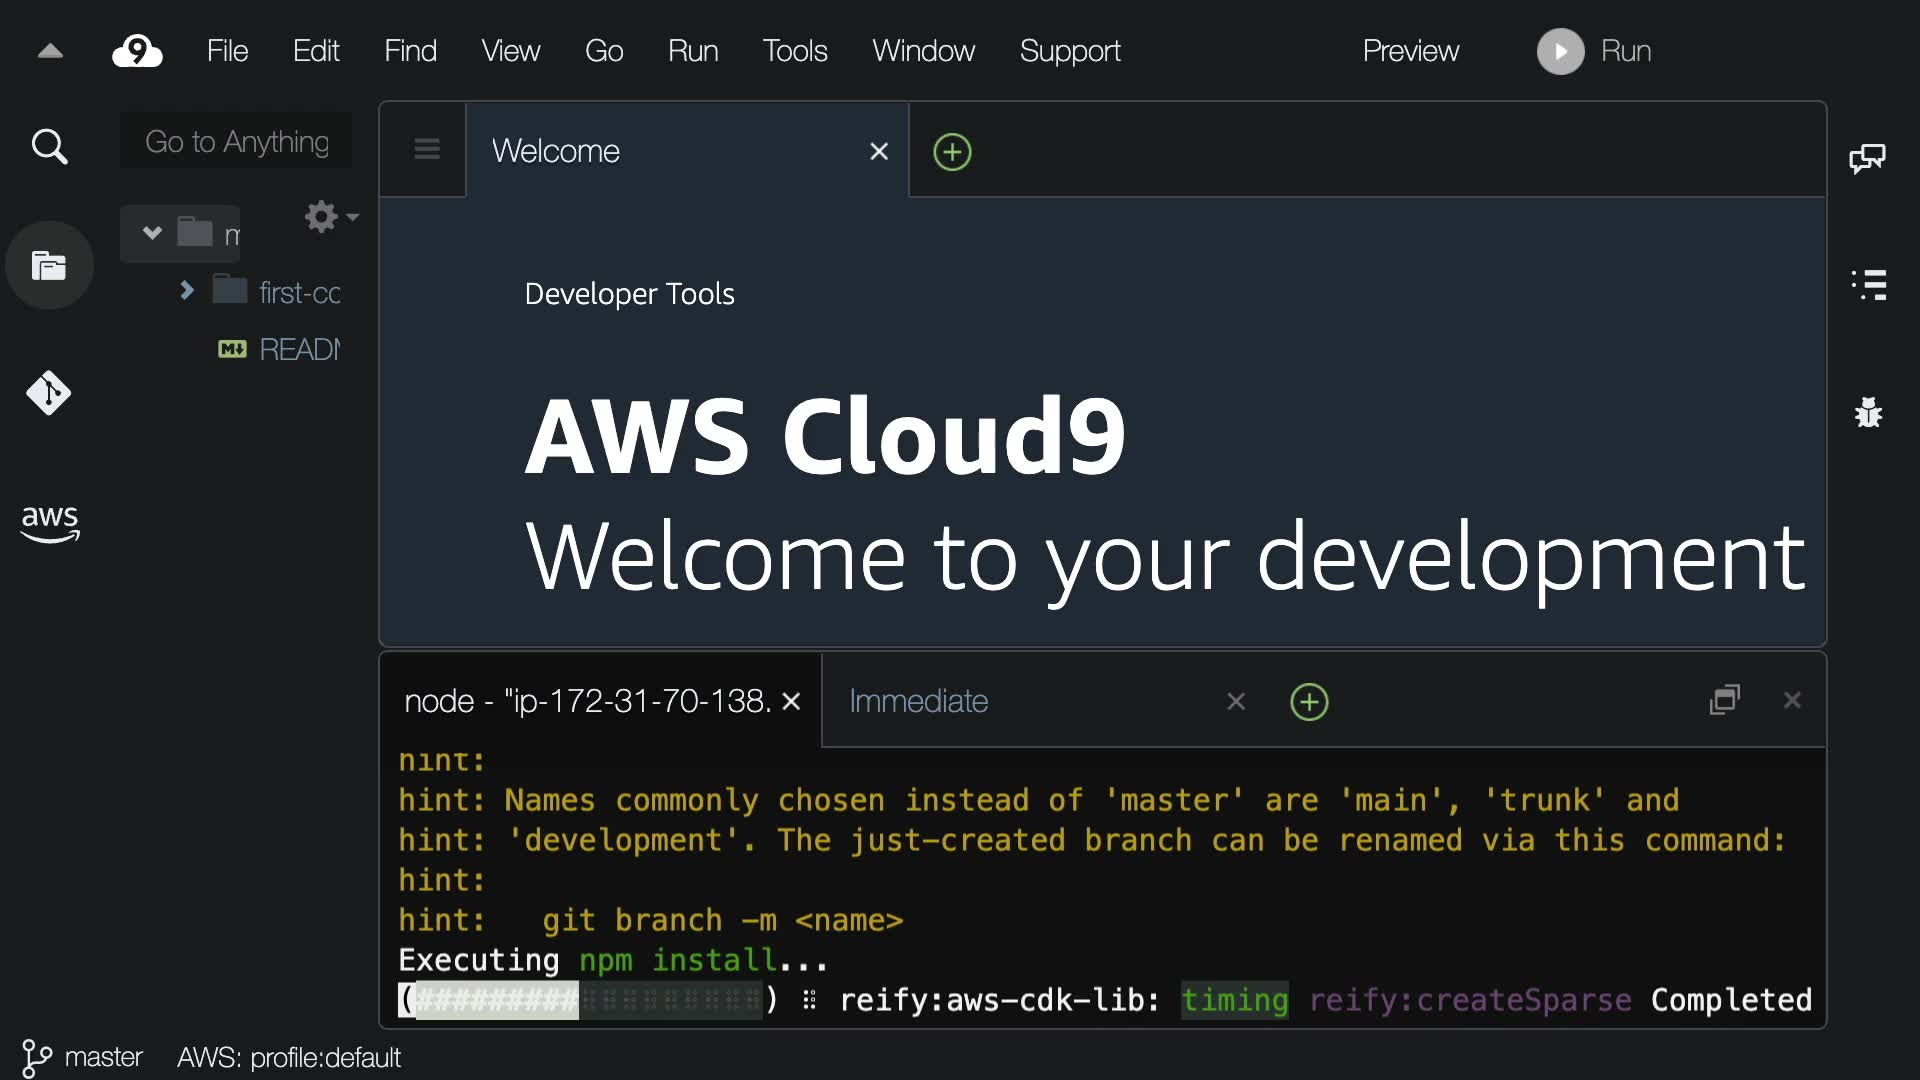 9 File Edit Find View Go Run Tools Window Support Preview Run
Go to Anything
Welcome
m
first-co
READ
aws
Developer Tools
AWS Cloud9
Welcome to your development
node - "ip-172-31-70-138.
Immediate
hint:
hint: Names commonly chosen instead of 'master' are 'main', 'trunk' and
hint: 'development'. The just-created branch can be renamed via this command:
hint:
hint:   git branch -m <name>
Executing npm install...
(#########⠂⠂⠂⠂⠂⠂⠂⠂⠂) ⠸ reify:aws-cdk-lib: timing reify:createSparse Completed
master AWS: profile:default